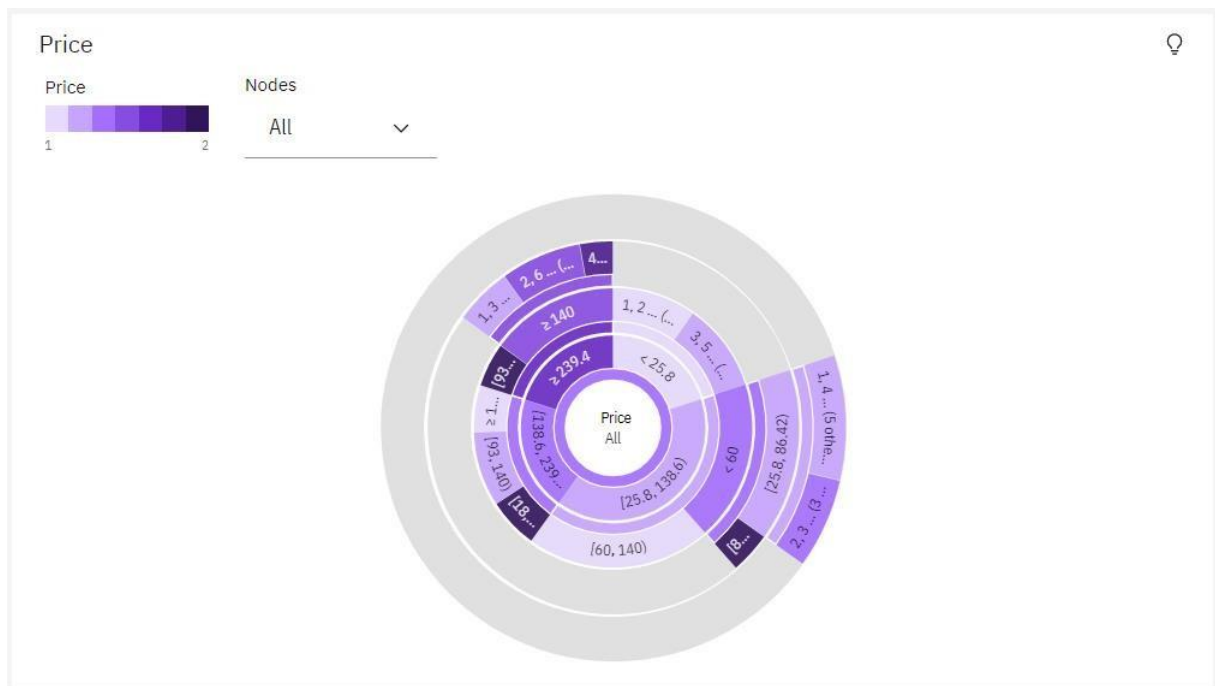 Price
Price
Nodes
All
1
2
4...
2, 6 ... (...
1, 3 ...
≥ 140
1, 2 ... (...
3, 5 ... (...
≥ 239.4
< 25.8
[93...
≥ 1...
[138.6, 239...
Price
All
[93, 140)
[18,...
[25.8, 138.6)
< 60
[25.8, 86.42)
1, 4 ... (5 othe...
2, 3 ... (3 ...
[8...
[60, 140)